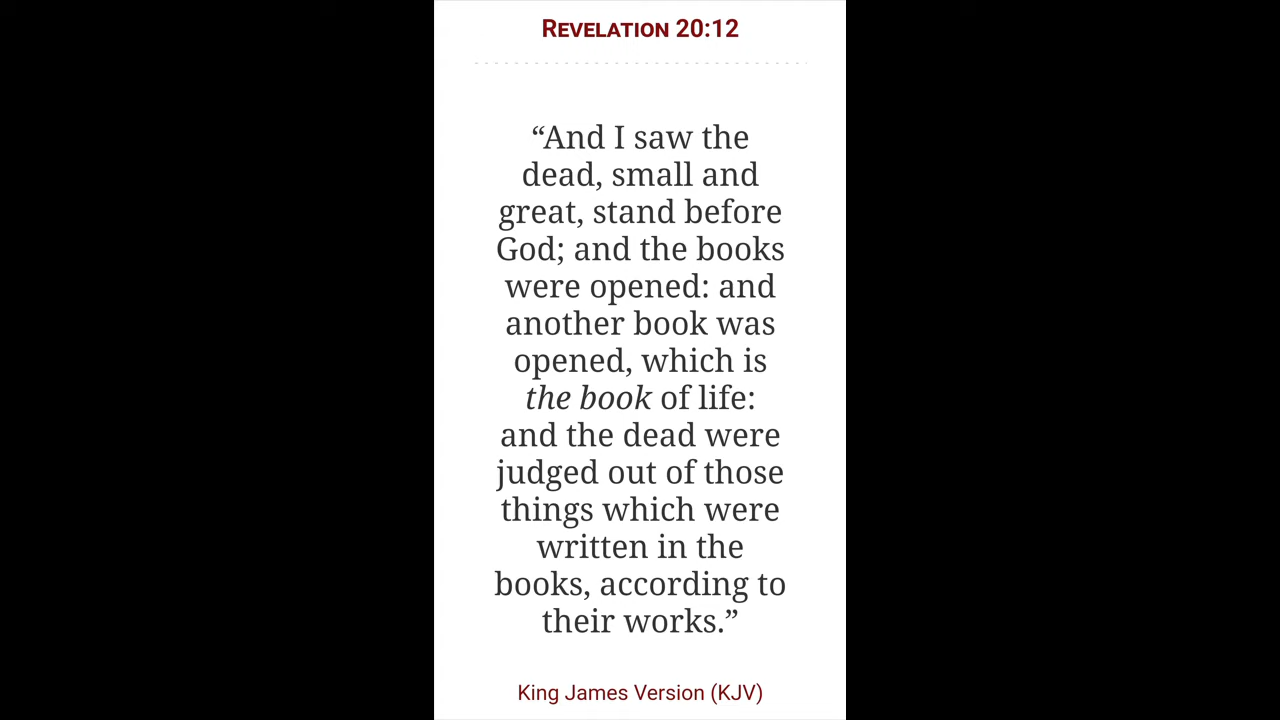 Revelation 20:12
“And I saw the
dead, small and
great, stand before
God; and the books
were opened: and
another book was
opened, which is
the book of life:
and the dead were
judged out of those
things which were
written in the
books, according to
their works.”
King James Version (KJV)